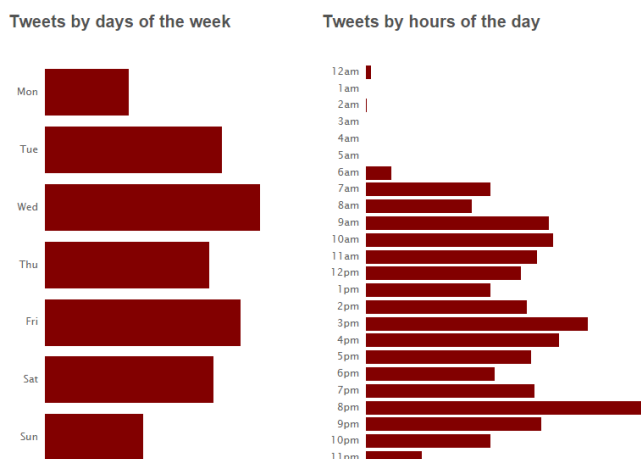 Tweets by days of the week
Mon
Tue
Wed
Thu
Fri
Sat
Sun
Tweets by hours of the day
12am
1am
2am
3am
4am
5am
6am
7am
8am
9am
10am
11am
12pm
1pm
2pm
3pm
4pm
5pm
6pm
7pm
8pm
9pm
10pm
11pm